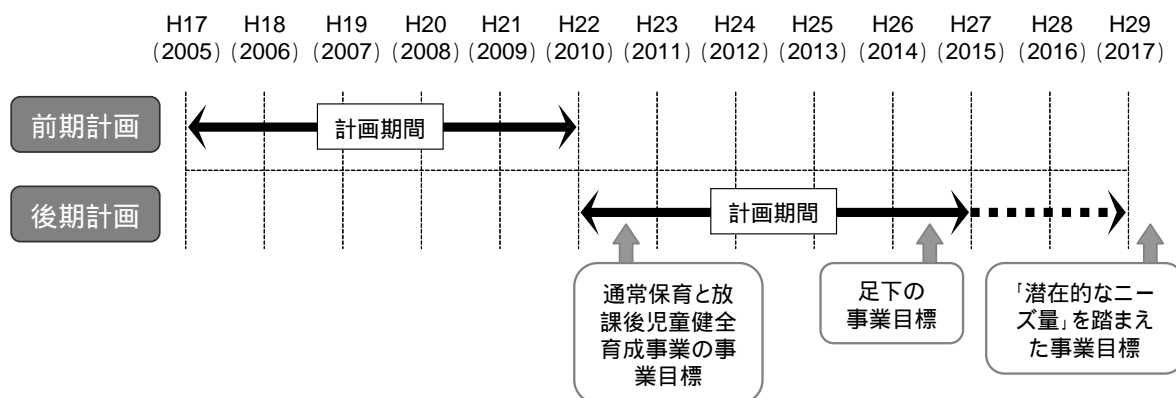 H17 H18 H19 H20 H21 H22 H23 H24 H25 H26 H27 H28 H29
(2005) (2006) (2007) (2008) (2009) (2010) (2011) (2012) (2013) (2014) (2015) (2016) (2017)
前期計画
計画期間
後期計画
計画期間
通常保育と放
課後児童健全
育成事業の事
業目標
足下の
事業目標
「潜在的なニー
ズ量」を踏まえ
た事業目標